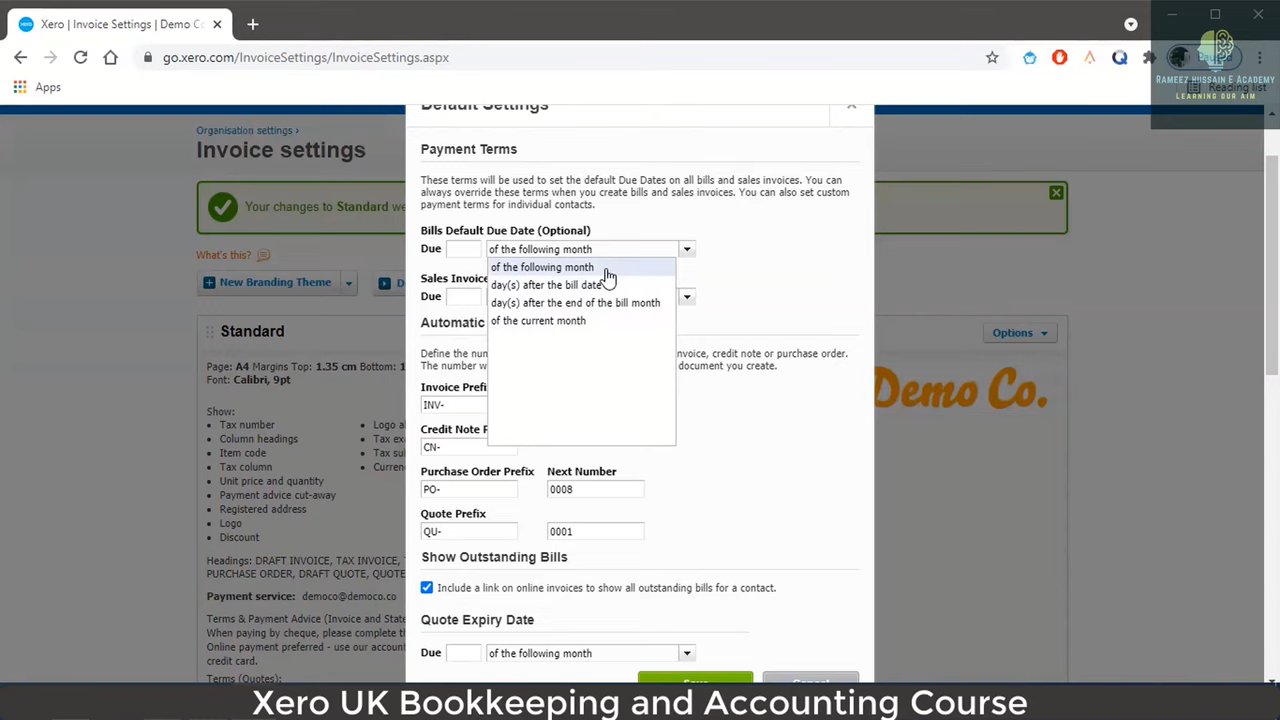 Xero | Invoice Settings | Demo Co
go.xero.com/InvoiceSettings/InvoiceSettings.aspx
Apps
Reading list
RAMEEZ HUSSAIN E ACADEMY
LEARNING OUR AIM
Organisation settings ›
Invoice settings
Your changes to Standard we
What's this?
New Branding Theme
D
Standard
Options
Page: A4 Margins Top: 1.35 cm Bottom: 1
Font: Calibri, 9pt
Show:
• Tax number
• Column headings
• Item code
• Tax column
• Unit price and quantity
• Payment advice cut-away
• Registered address
• Logo
• Discount
• Logo al
• Tax exc
• Tax sub
• Currenc
Headings: DRAFT INVOICE, TAX INVOICE, T
PURCHASE ORDER, DRAFT QUOTE, QUOTE
Payment service: democo@democo.co
Terms & Payment Advice (Invoice and State
When paying by cheque, please complete th
Online payment preferred - use our account
credit card.
Terms (Quotes):
Demo Co.
Default Settings
Payment Terms
These terms will be used to set the default Due Dates on all bills and sales invoices. You can
always override these terms when you create bills and sales invoices. You can also set custom
payment terms for individual contacts.
Bills Default Due Date (Optional)
Due of the following month
of the following month
day(s) after the bill date
day(s) after the end of the bill month
of the current month
Sales Invoice
Due
Automatic
Define the num
nvoice, credit note or purchase order.
The number w
document you create.
Invoice Prefi
INV-
Credit Note P
CN-
Purchase Order Prefix Next Number
PO- 0008
Quote Prefix
QU- 0001
Show Outstanding Bills
Include a link on online invoices to show all outstanding bills for a contact.
Quote Expiry Date
Due of the following month
Save Cancel
Xero UK Bookkeeping and Accounting Course